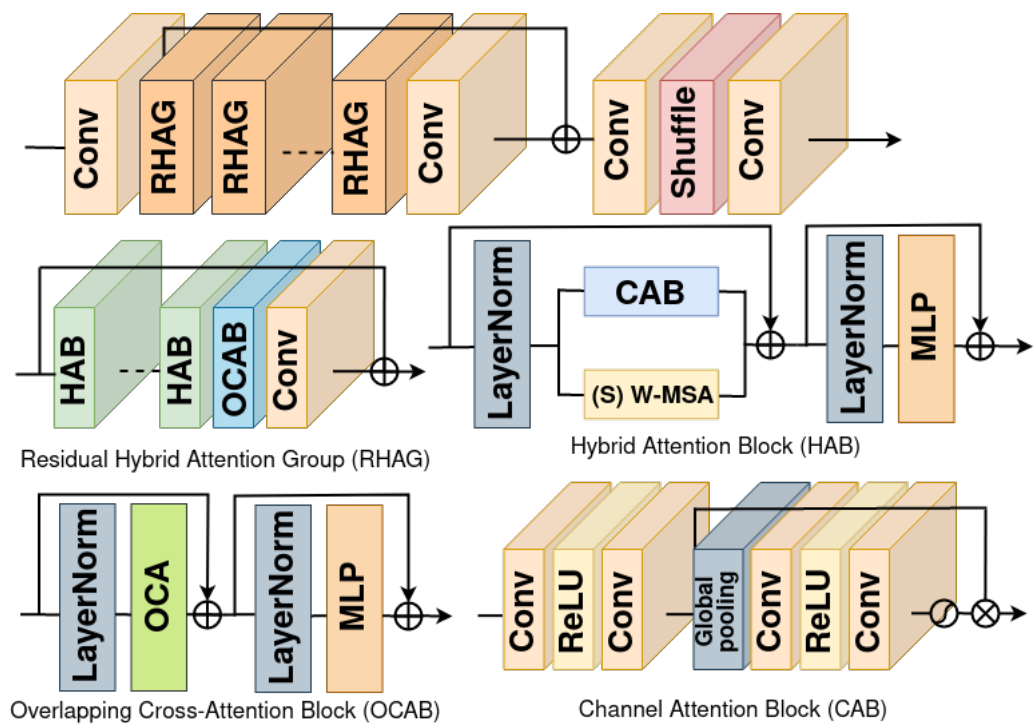 Conv
RHAG
RHAG
RHAG
Conv
Conv
Shuffle
Conv
HAB
HAB
OCAB
Conv
Residual Hybrid Attention Group (RHAG)
LayerNorm
CAB
(S) W-MSA
LayerNorm
MLP
Hybrid Attention Block (HAB)
LayerNorm
OCA
LayerNorm
MLP
Overlapping Cross-Attention Block (OCAB)
Conv
ReLU
Conv
Global
pooling
Conv
ReLU
Conv
Channel Attention Block (CAB)